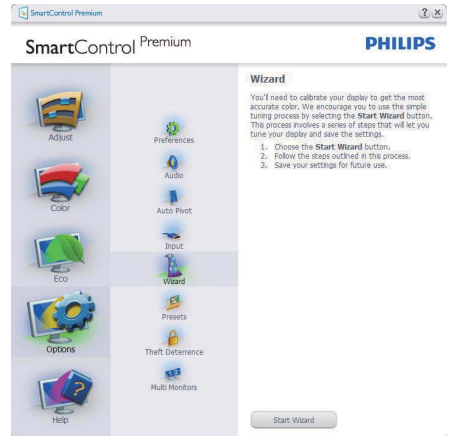 SmartControl Premium
? x
SmartControl Premium
PHILIPS
Adjust
Color
Eco
Options
Help
Preferences
Audio
Auto Pivot
Input
Wizard
Presets
Theft Deterrence
Multi Monitors
Wizard
You'll need to calibrate your display to get the most
accurate color. We encourage you to use the simple
tuning process by selecting the Start Wizard button.
This process involves a series of steps that will let you
tune your display and save the settings.
1. Choose the Start Wizard button.
2. Follow the steps outlined in this process.
3. Save your settings for future use.
Start Wizard